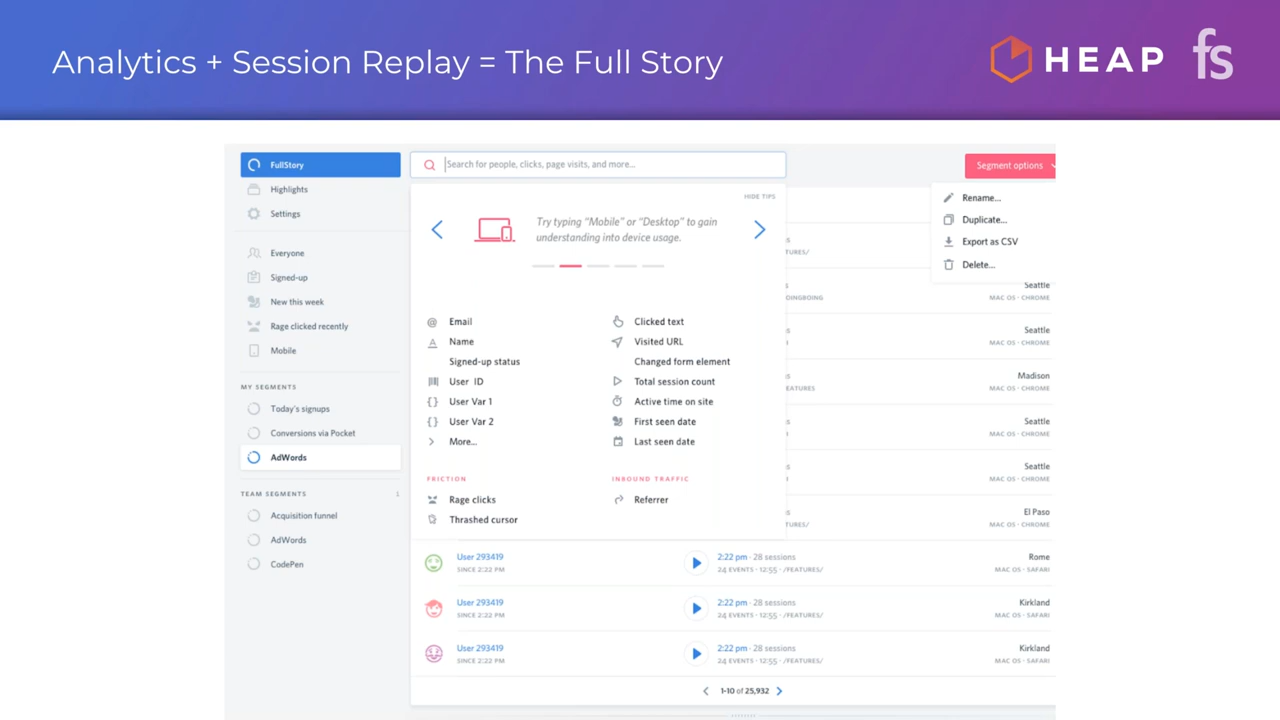 Analytics + Session Replay = The Full Story
HEAP fs
FullStory
Highlights
Settings
Everyone
Signed-up
New this week
Rage clicked recently
Mobile
MY SEGMENTS
Today's signups
Conversions via Pocket
AdWords
TEAM SEGMENTS 1
Acquisition funnel
AdWords
CodePen
Search for people, clicks, page visits, and more...
HIDE TIPS
Try typing "Mobile" or "Desktop" to gain
understanding into device usage.
@ Email
Name
Signed-up status
User ID
User Var 1
User Var 2
More...
Clicked text
Visited URL
Changed form element
Total session count
Active time on site
First seen date
Last seen date
FRICTION
Rage clicks
Thrashed cursor
INBOUND TRAFFIC
Referrer
Segment options
Rename...
Duplicate...
Export as CSV
Delete...
Seattle
MAC OS · CHROME
Seattle
MAC OS · CHROME
Madison
MAC OS · CHROME
Seattle
MAC OS · CHROME
Seattle
MAC OS · CHROME
El Paso
MAC OS · CHROME
User 293419 2:22 pm · 28 sessions Rome
SINCE 2:22 PM 24 EVENTS · 12:55 · /FEATURES/ MAC OS · SAFARI
User 293419 2:22 pm · 28 sessions Kirkland
SINCE 2:22 PM 24 EVENTS · 12:55 · /FEATURES/ MAC OS · SAFARI
User 293419 2:22 pm · 28 sessions Kirkland
SINCE 2:22 PM 24 EVENTS · 12:55 · /FEATURES/ MAC OS · SAFARI
1-10 of 25,932